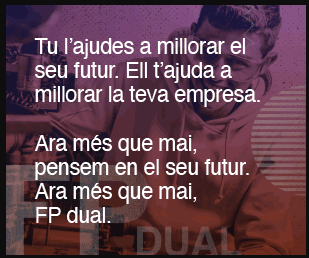 Tu l'ajudes a millorar el
seu futur. Ell t'ajuda a
millorar la teva empresa.
Ara més que mai,
pensem en el seu futur.
Ara més que mai,
FP dual.
FP
DUAL